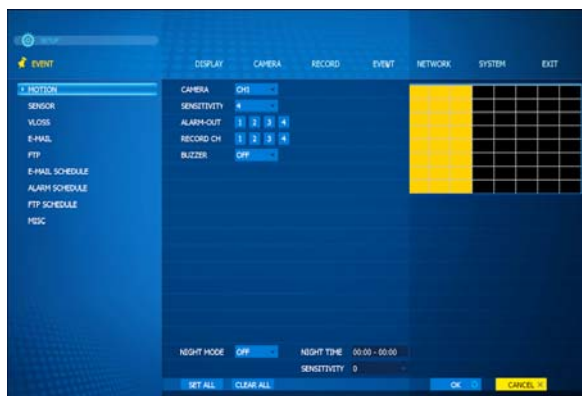 SETUP
EVENT
DISPLAY CAMERA RECORD EVENT NETWORK SYSTEM EXIT
MOTION
SENSOR
VLOSS
E-MAIL
FTP
E-MAIL SCHEDULE
ALARM SCHEDULE
FTP SCHEDULE
MISC
CAMERA CH1
SENSITIVITY 4
ALARM-OUT 1 2 3 4
RECORD CH 1 2 3 4
BUZZER OFF
NIGHT MODE OFF NIGHT TIME 00:00 - 00:00
SENSITIVITY 0
SET ALL CLEAR ALL OK CANCEL